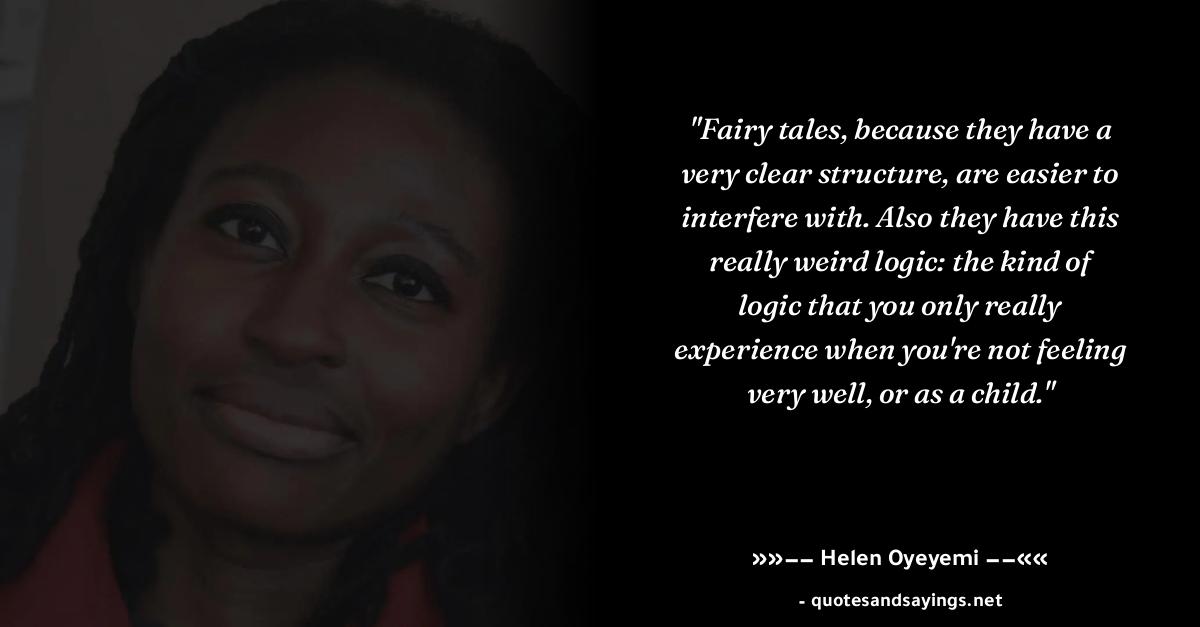 "Fairy tales, because they have a
very clear structure, are easier to
interfere with. Also they have this
really weird logic: the kind of
logic that you only really
experience when you're not feeling
very well, or as a child."
»»−− Helen Oyeyemi −−««
- quotesandsayings.net